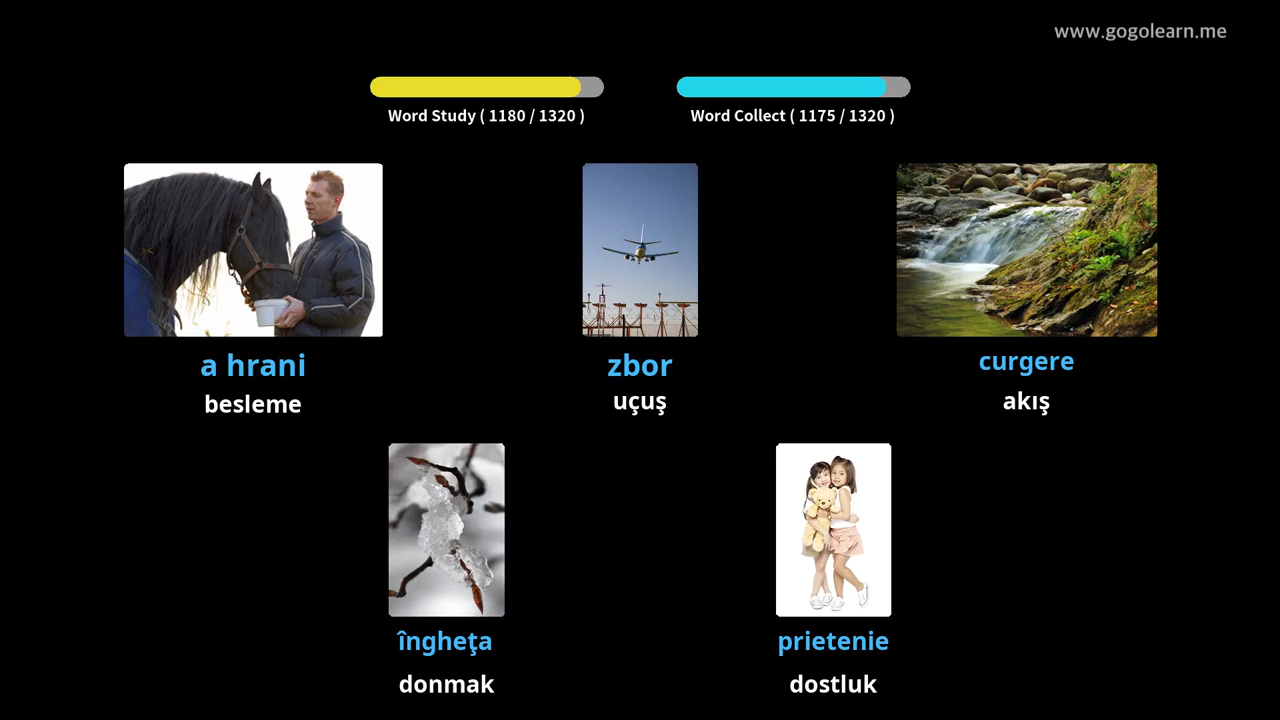 www.gogolearn.me
Word Study ( 1180 / 1320 )
Word Collect ( 1175 / 1320 )
a hrani
besleme
zbor
uçuş
curgere
akış
îngheţa
donmak
prietenie
dostluk